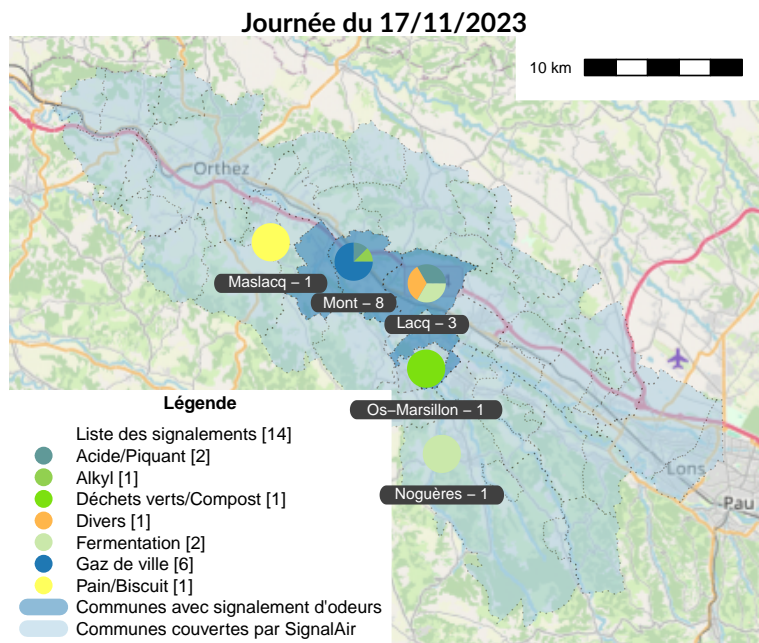 Journée du 17/11/2023
10 km
Orthez
Maslacq – 1
Mont – 8
Lacq – 3
Os–Marsillon – 1
Noguères – 1
Lons
Pau
Légende
Liste des signalements [14]
Acide/Piquant [2]
Alkyl [1]
Déchets verts/Compost [1]
Divers [1]
Fermentation [2]
Gaz de ville [6]
Pain/Biscuit [1]
Communes avec signalement d'odeurs
Communes couvertes par SignalAir